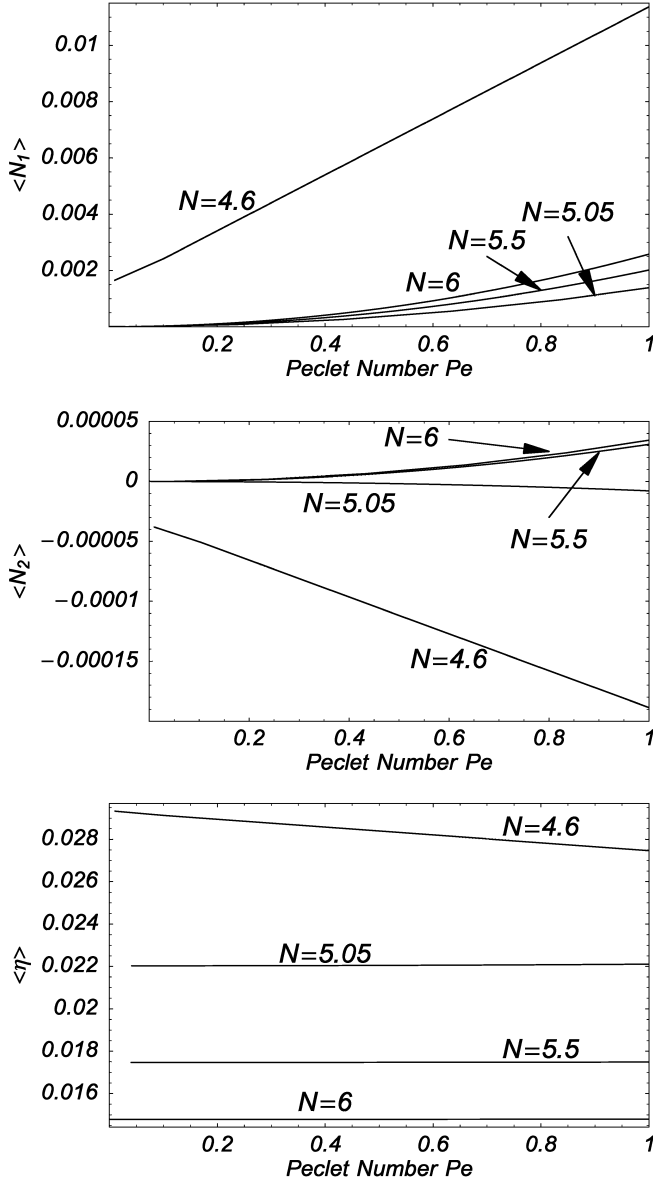 0.01
0.008
0.006
0.004
0.002
<N1>
N=4.6
N=5.05
N=5.5
N=6
0.2 0.4 0.6 0.8 1
Peclet Number Pe
0.00005
0
−0.00005
−0.0001
−0.00015
<N2>
N=6
N=5.05
N=5.5
N=4.6
0.2 0.4 0.6 0.8 1
Peclet Number Pe
0.028
0.026
0.024
0.022
0.02
0.018
0.016
<η>
N=4.6
N=5.05
N=5.5
N=6
0.2 0.4 0.6 0.8 1
Peclet Number Pe